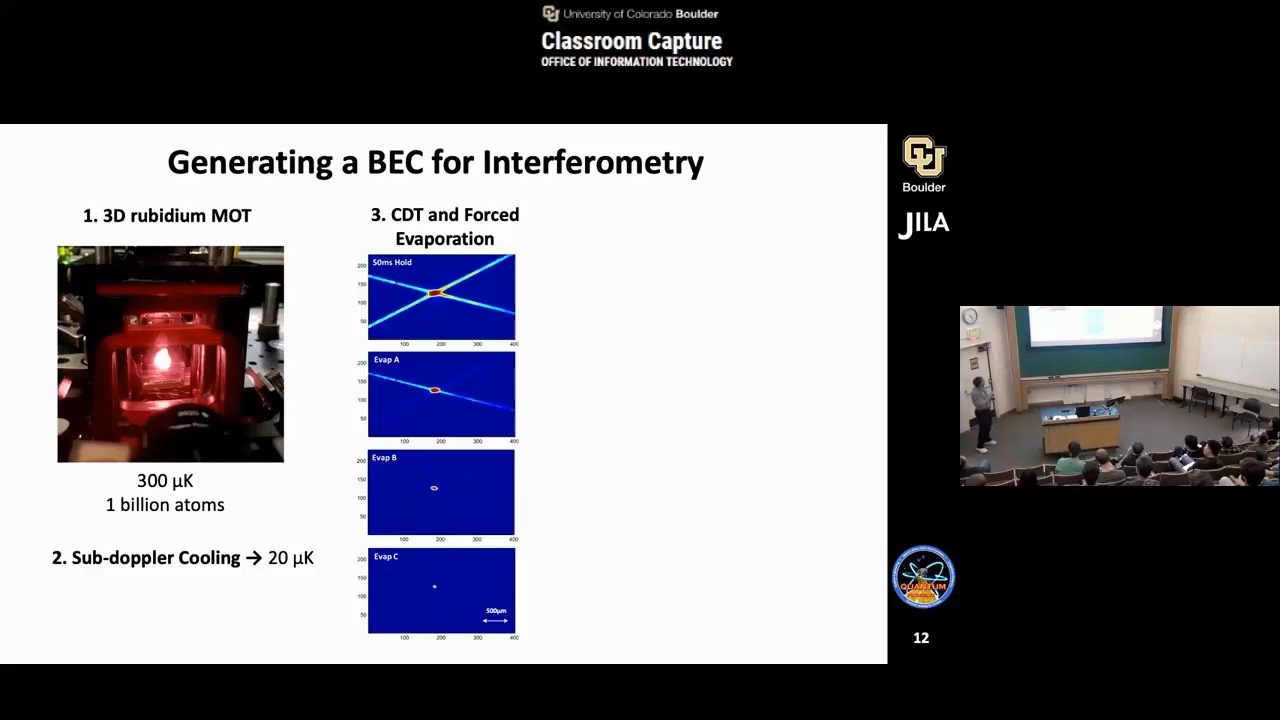 University of Colorado Boulder
Classroom Capture
OFFICE OF INFORMATION TECHNOLOGY
Generating a BEC for Interferometry
1. 3D rubidium MOT
300 µK
1 billion atoms
2. Sub-doppler Cooling → 20 µK
3. CDT and Forced
Evaporation
50ms Hold
200
150
100
50
100 200 300 400
Evap A
200
150
100
50
100 200 300 400
Evap B
200
150
100
50
100 200 300 400
Evap C
200
150
100
50
500µm
100 200 300 400
CU
Boulder
JILA
QUANTUM
12